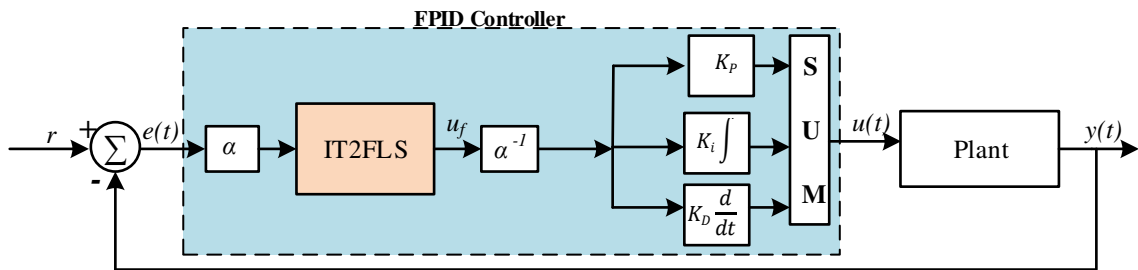 FPID Controller
r
+
-
Σ
e(t)
α
IT2FLS
u_f
α^-1
K_P
K_i ∫
K_D d/dt
S
U
M
u(t)
Plant
y(t)